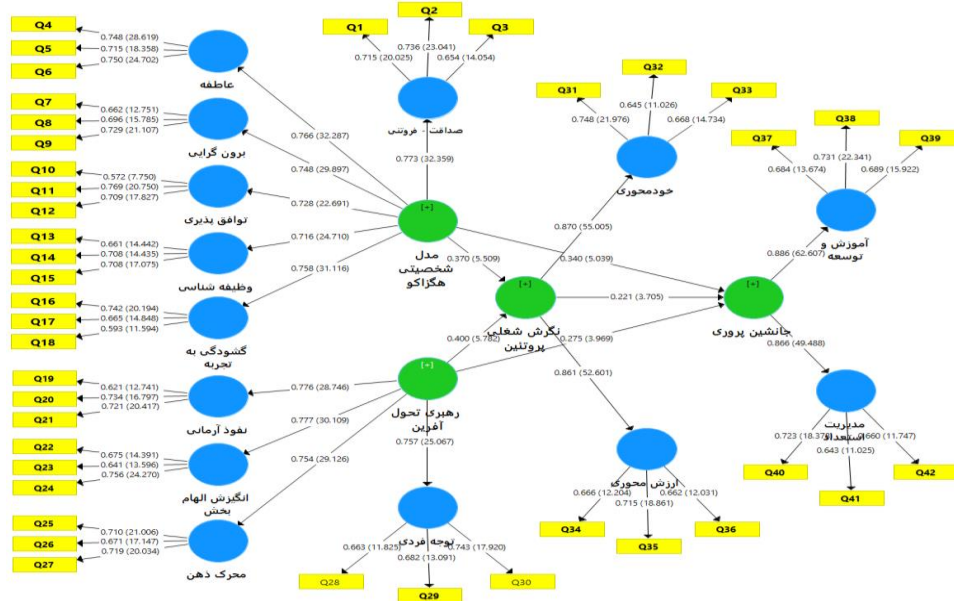 Q4
Q5
Q6
0.748 (28.619)
0.715 (18.358)
0.750 (24.702)
عاطفه
Q7
Q8
Q9
0.662 (12.751)
0.696 (15.785)
0.729 (21.107)
برون گرایی
Q10
Q11
Q12
0.572 (7.750)
0.769 (20.750)
0.709 (17.827)
توافق پذیری
Q13
Q14
Q15
0.661 (14.442)
0.708 (14.435)
0.708 (17.075)
وظیفه شناسی
Q16
Q17
Q18
0.742 (20.194)
0.665 (14.848)
0.593 (11.594)
گشودگی به
تجربه
Q19
Q20
Q21
0.621 (12.741)
0.734 (16.797)
0.721 (20.417)
نفوذ آرمانی
Q22
Q23
Q24
0.675 (14.391)
0.641 (13.596)
0.756 (24.270)
انگیزش الهام
بخش
Q25
Q26
Q27
0.710 (21.006)
0.671 (17.147)
0.719 (20.034)
محرک ذهن
Q1
Q2
Q3
0.715 (20.025)
0.736 (23.041)
0.654 (14.054)
صداقت - فروتنی
0.766 (32.287)
0.773 (32.359)
0.748 (29.897)
0.728 (22.691)
0.716 (24.710)
0.758 (31.116)
[+]
مدل
شخصیتی
هگزاکو
0.370 (5.509)
0.340 (5.039)
[+]
نگرش شغلی
پروتئین
0.221 (3.705)
0.400 (5.782)
0.275 (3.969)
[+]
رهبری تحول
آفرین
0.776 (28.746)
0.777 (30.109)
0.754 (29.126)
0.757 (25.067)
توجه فردی
0.663 (11.825)
0.682 (13.091)
0.743 (17.920)
Q28
Q29
Q30
Q31
Q32
Q33
0.748 (21.976)
0.645 (11.026)
0.668 (14.734)
خودمحوری
0.870 (55.005)
0.861 (52.601)
ارزش محوری
0.666 (12.204)
0.715 (18.861)
0.662 (12.031)
Q34
Q35
Q36
Q37
Q38
Q39
0.684 (13.674)
0.731 (22.341)
0.689 (15.922)
آموزش و
توسعه
0.886 (62.607)
[+]
جانشین پروری
0.866 (49.488)
مدیریت
استعداد
0.643 (11.025)
0.660 (11.747)
Q40
Q41
Q42